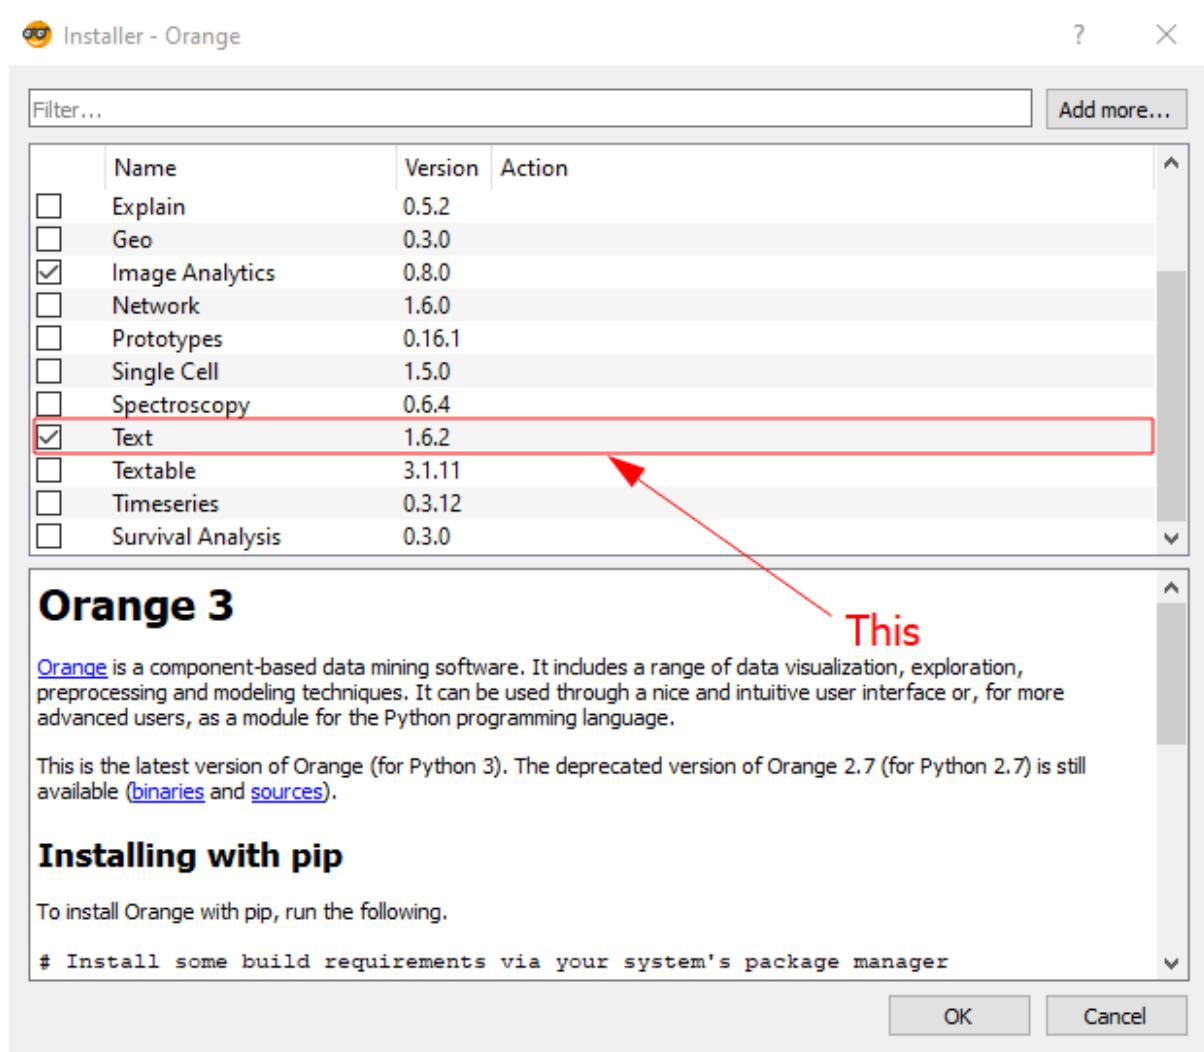 Installer - Orange
?
Filter...
Add more...
Name Version Action
Explain 0.5.2
Geo 0.3.0
Image Analytics 0.8.0
Network 1.6.0
Prototypes 0.16.1
Single Cell 1.5.0
Spectroscopy 0.6.4
Text 1.6.2
Textable 3.1.11
Timeseries 0.3.12
Survival Analysis 0.3.0
This
Orange 3
Orange is a component-based data mining software. It includes a range of data visualization, exploration,
preprocessing and modeling techniques. It can be used through a nice and intuitive user interface or, for more
advanced users, as a module for the Python programming language.
This is the latest version of Orange (for Python 3). The deprecated version of Orange 2.7 (for Python 2.7) is still
available (binaries and sources).
Installing with pip
To install Orange with pip, run the following.
# Install some build requirements via your system's package manager
OK
Cancel